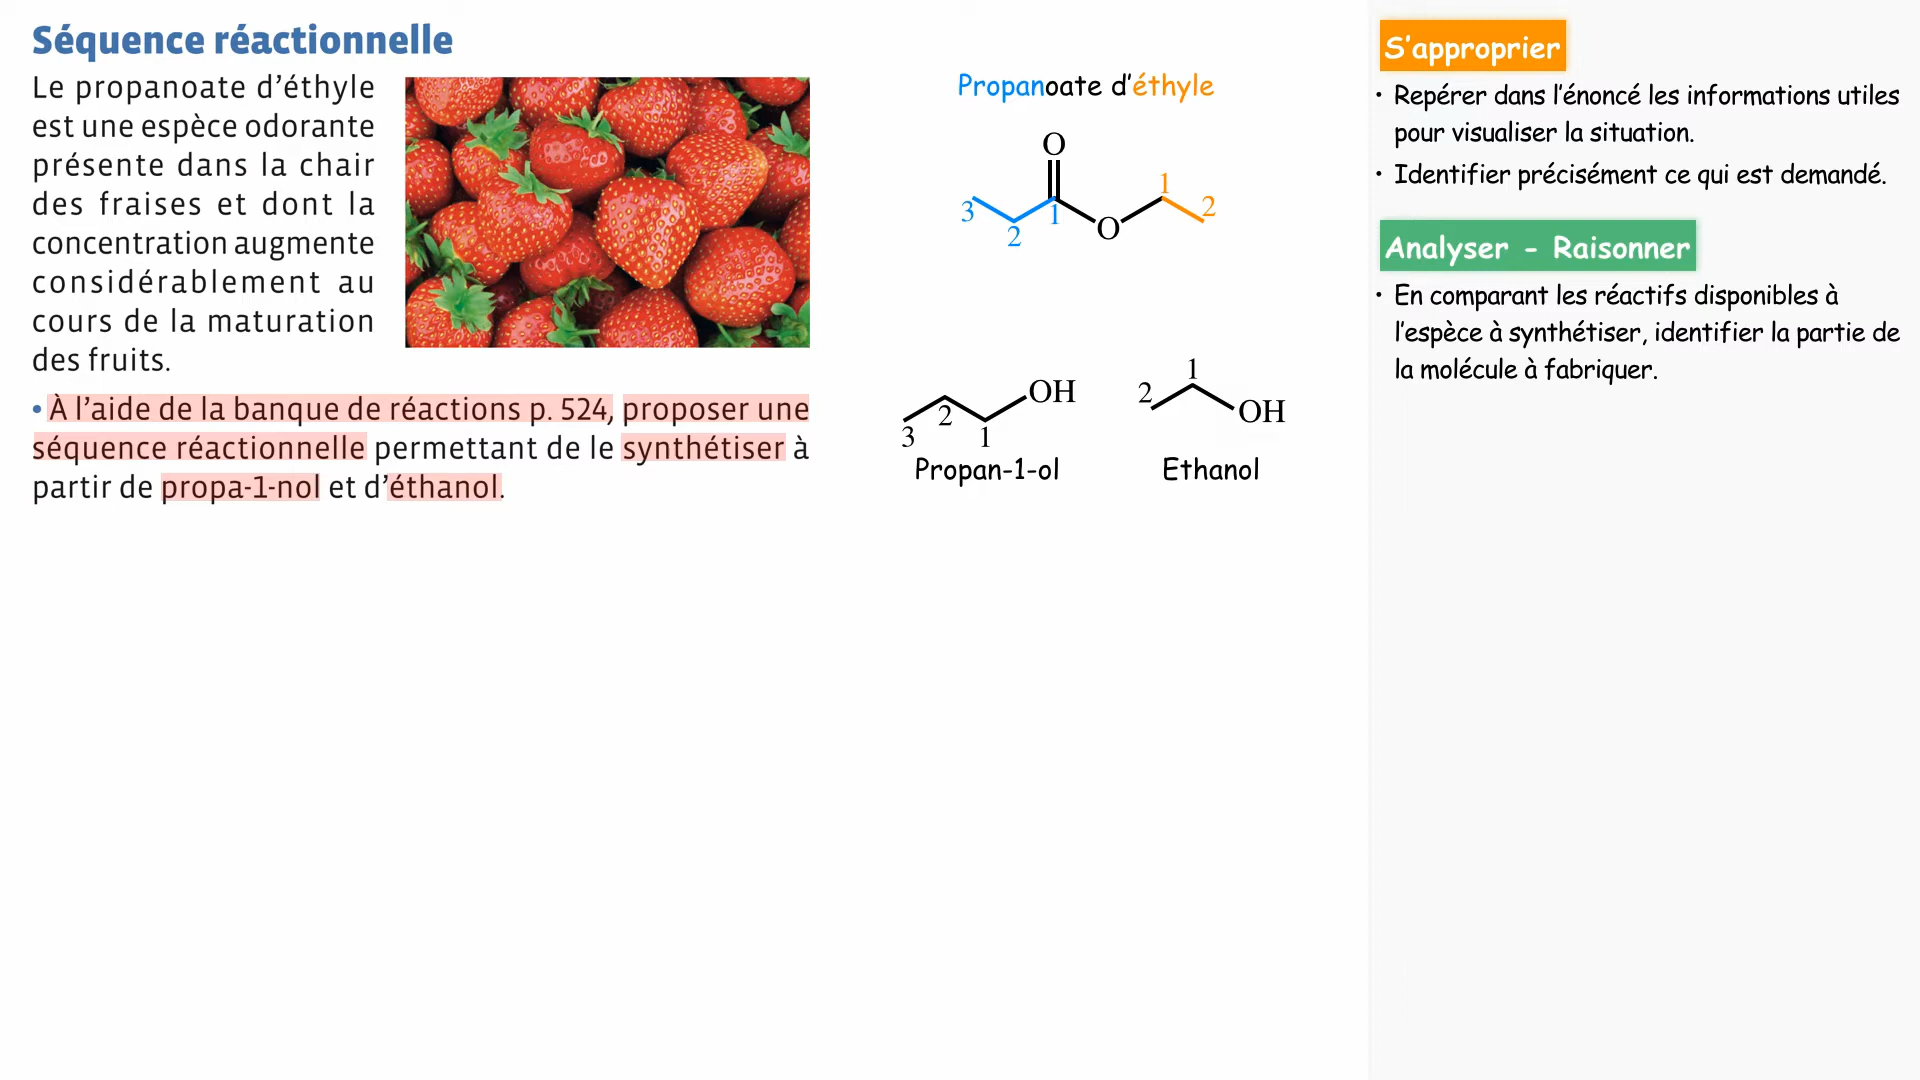 Séquence réactionnelle
Le propanoate d’éthyle
est une espèce odorante
présente dans la chair
des fraises et dont la
concentration augmente
considérablement au
cours de la maturation
des fruits.
• À l’aide de la banque de réactions p. 524, proposer une
séquence réactionnelle permettant de le synthétiser à
partir de propa-1-nol et d’éthanol.
Propanoate d’éthyle
O
1
3
2
1
O
2
OH
3
2
1
Propan-1-ol
1
2
OH
Ethanol
S’approprier
• Repérer dans l’énoncé les informations utiles
pour visualiser la situation.
• Identifier précisément ce qui est demandé.
Analyser - Raisonner
• En comparant les réactifs disponibles à
l’espèce à synthétiser, identifier la partie de
la molécule à fabriquer.